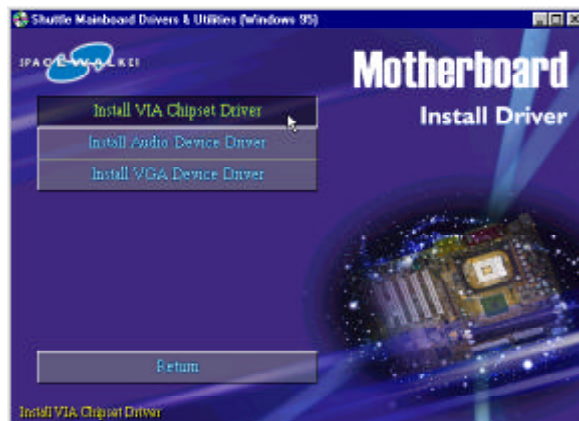 Shuttle Mainboard Drivers & Utilities (Windows 95)
SPACEWALKER
Motherboard
Install Driver
Install VIA Chipset Driver
Install Audio Device Driver
Install VGA Device Driver
Return
Install VIA Chipset Driver